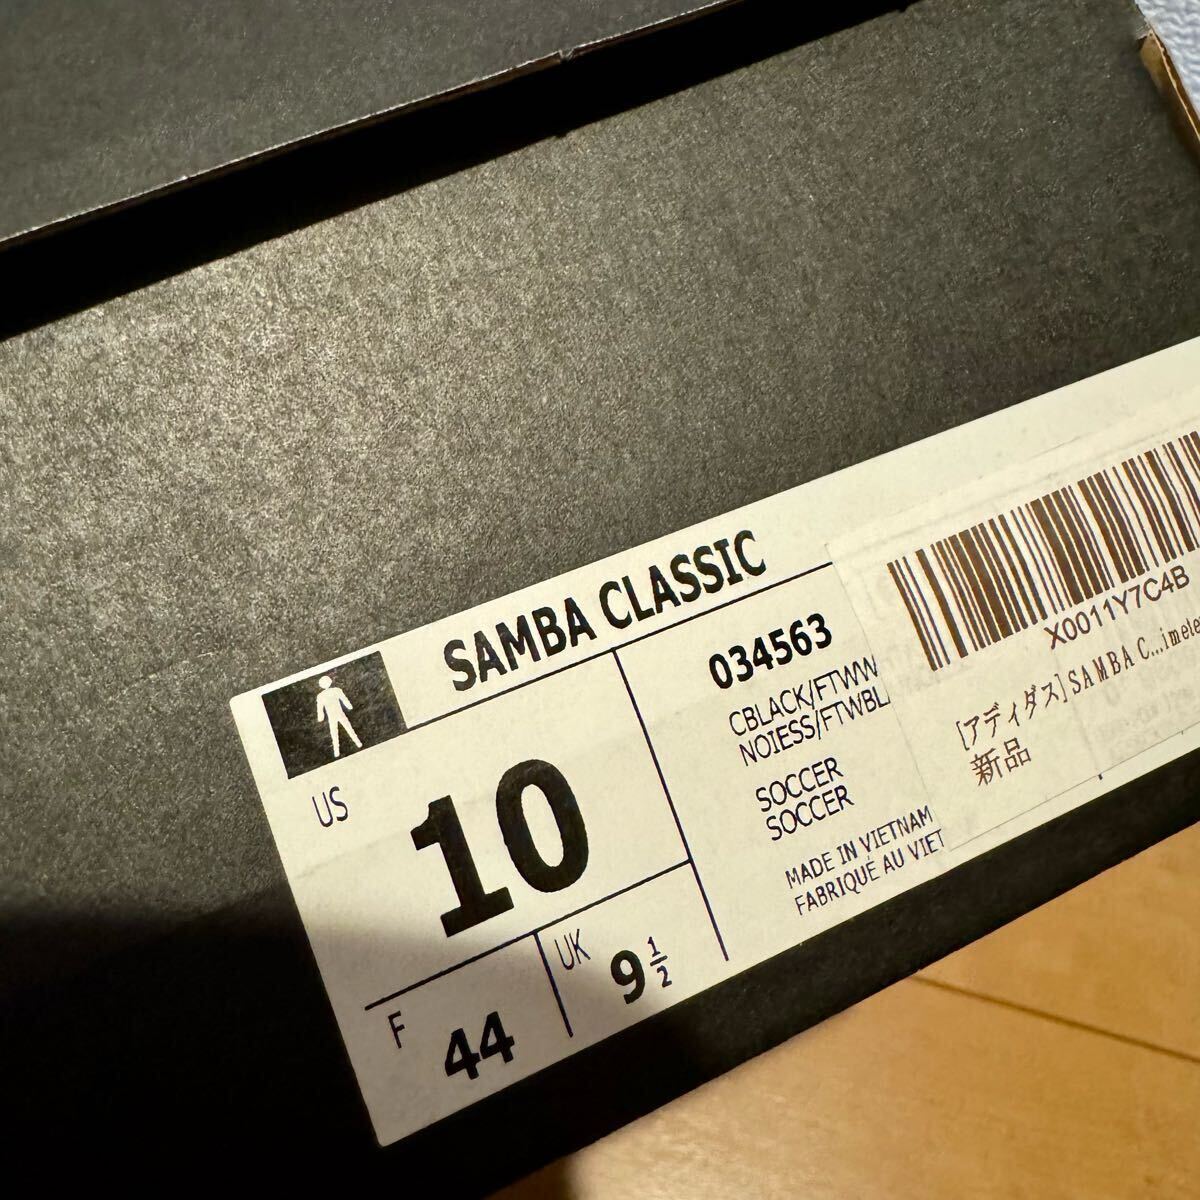 SAMBA CLASSIC
US
10
F
44
UK
9 1/2
034563
CBLACK/FTWW
NOIESS/FTWBL
SOCCER
SOCCER
MADE IN VIETNAM
FABRIQUÉ AU VIET
X0011Y7C4B
[アディダス] SAMBA C...imele
新品